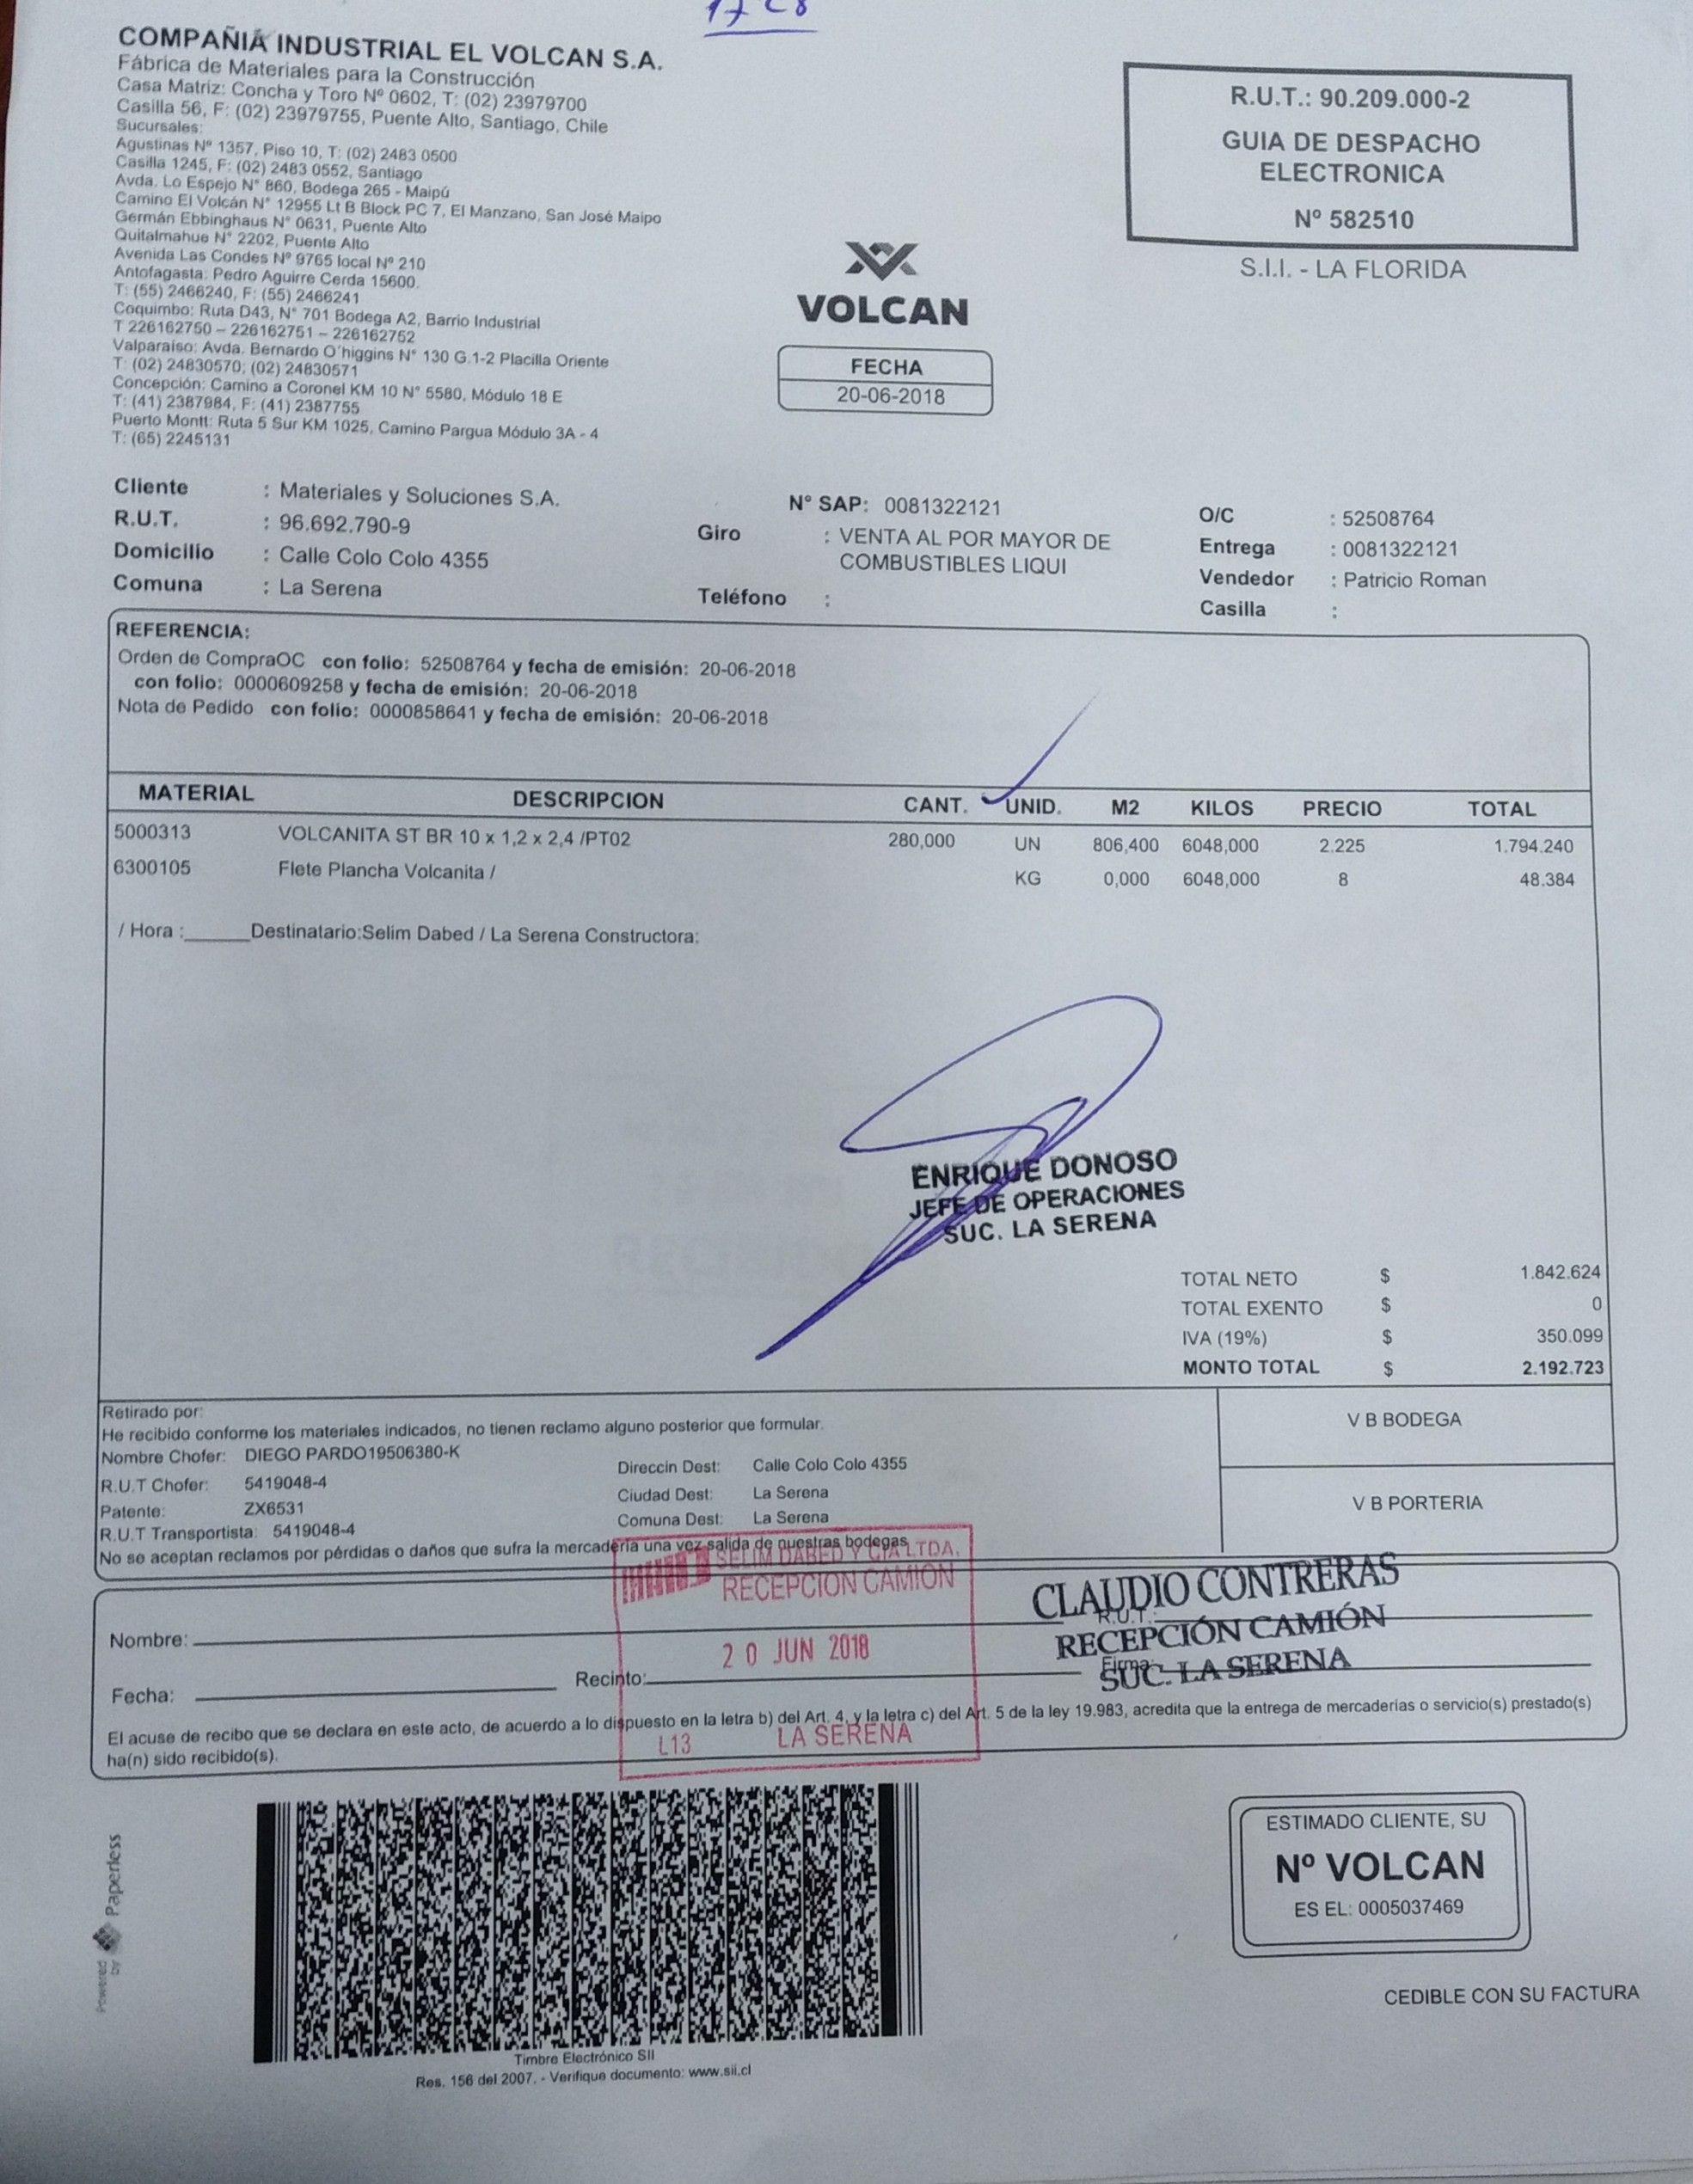 COMPAÑIA INDUSTRIAL EL VOLCAN S.A.
Fábrica de Materiales para la Construcción
Casa Matriz: Concha y Toro Nº 0602, T: (02) 23979700
Casilla 56, F: (02) 23979755, Puente Alto, Santiago, Chile
Sucursales:
Agustinas Nº 1357, Piso 10, T: (02) 2483 0500
Casilla 1245, F: (02) 2483 0552, Santiago
Avda. Lo Espejo N° 860, Bodega 265 - Maipú
Camino El Volcán N° 12955 Lt B Block PC 7, El Manzano, San José Maipo
Germán Ebbinghaus N° 0631, Puente Alto
Quitalmahue N° 2202, Puente Alto
Avenida Las Condes Nº 9765 local Nº 210
Antofagasta: Pedro Aguirre Cerda 15600.
T: (55) 2466240, F: (55) 2466241
Coquimbo: Ruta D43, N° 701 Bodega A2, Barrio Industrial
T 226162750 – 226162751 – 226162752
Valparaíso: Avda. Bernardo O´higgins N° 130 G.1-2 Placilla Oriente
T: (02) 24830570; (02) 24830571
Concepción: Camino a Coronel KM 10 N° 5580, Módulo 18 E
T: (41) 2387984, F: (41) 2387755
Puerto Montt: Ruta 5 Sur KM 1025, Camino Pargua Módulo 3A - 4
T: (65) 2245131
VOLCAN
FECHA
20-06-2018
R.U.T.: 90.209.000-2
GUIA DE DESPACHO
ELECTRONICA
Nº 582510
S.I.I. - LA FLORIDA
Cliente : Materiales y Soluciones S.A.
R.U.T. : 96.692.790-9
Domicilio : Calle Colo Colo 4355
Comuna : La Serena
N° SAP: 0081322121
Giro : VENTA AL POR MAYOR DE
COMBUSTIBLES LIQUI
Teléfono :
O/C : 52508764
Entrega : 0081322121
Vendedor : Patricio Roman
Casilla :
REFERENCIA:
Orden de CompraOC con folio: 52508764 y fecha de emisión: 20-06-2018
con folio: 0000609258 y fecha de emisión: 20-06-2018
Nota de Pedido con folio: 0000858641 y fecha de emisión: 20-06-2018
MATERIAL DESCRIPCION CANT. UNID. M2 KILOS PRECIO TOTAL
5000313 VOLCANITA ST BR 10 x 1,2 x 2,4 /PT02 280,000 UN 806,400 6048,000 2.225 1.794.240
6300105 Flete Plancha Volcanita / KG 0,000 6048,000 8 48.384
/ Hora :______Destinatario:Selim Dabed / La Serena Constructora:
ENRIQUE DONOSO
JEFE DE OPERACIONES
SUC. LA SERENA
TOTAL NETO $ 1.842.624
TOTAL EXENTO $ 0
IVA (19%) $ 350.099
MONTO TOTAL $ 2.192.723
Retirado por:
He recibido conforme los materiales indicados, no tienen reclamo alguno posterior que formular.
Nombre Chofer: DIEGO PARDO19506380-K
R.U.T Chofer: 5419048-4
Patente: ZX6531
R.U.T Transportista: 5419048-4
Direccin Dest: Calle Colo Colo 4355
Ciudad Dest: La Serena
Comuna Dest: La Serena
No se aceptan reclamos por pérdidas o daños que sufra la mercadería una vez salida de nuestras bodegas
V B BODEGA
V B PORTERIA
SELIM DABED Y CIA LTDA.
RECEPCION CAMION
20 JUN 2018
L13 LA SERENA
CLAUDIO CONTRERAS
RECEPCIÓN CAMIÓN
SUC. LA SERENA
Nombre:
R.U.T.:
Fecha:
Recinto:
Firma:
El acuse de recibo que se declara en este acto, de acuerdo a lo dispuesto en la letra b) del Art. 4, y la letra c) del Art. 5 de la ley 19.983, acredita que la entrega de mercaderías o servicio(s) prestado(s)
ha(n) sido recibido(s).
Powered by Paperless
Timbre Electrónico SII
Res. 156 del 2007. - Verifique documento: www.sii.cl
ESTIMADO CLIENTE, SU
Nº VOLCAN
ES EL: 0005037469
CEDIBLE CON SU FACTURA